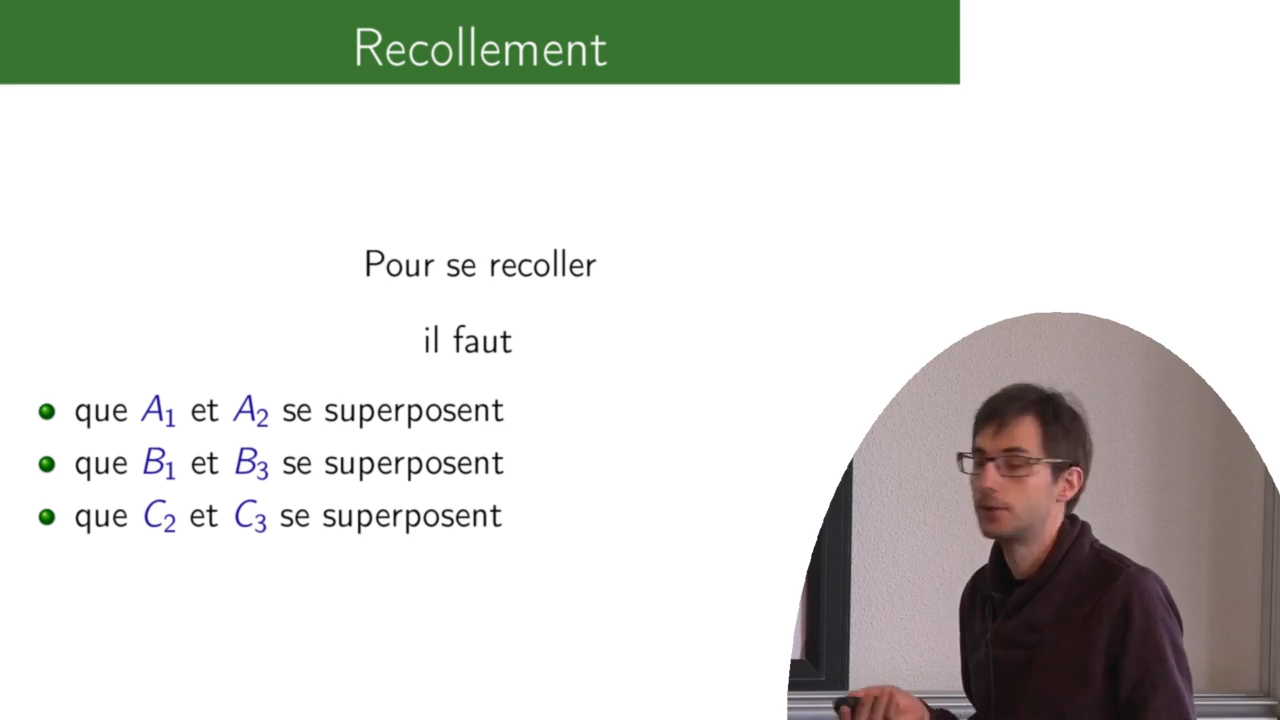 Recollement
Pour se recoller
il faut
que A₁ et A₂ se superposent
que B₁ et B₃ se superposent
que C₂ et C₃ se superposent